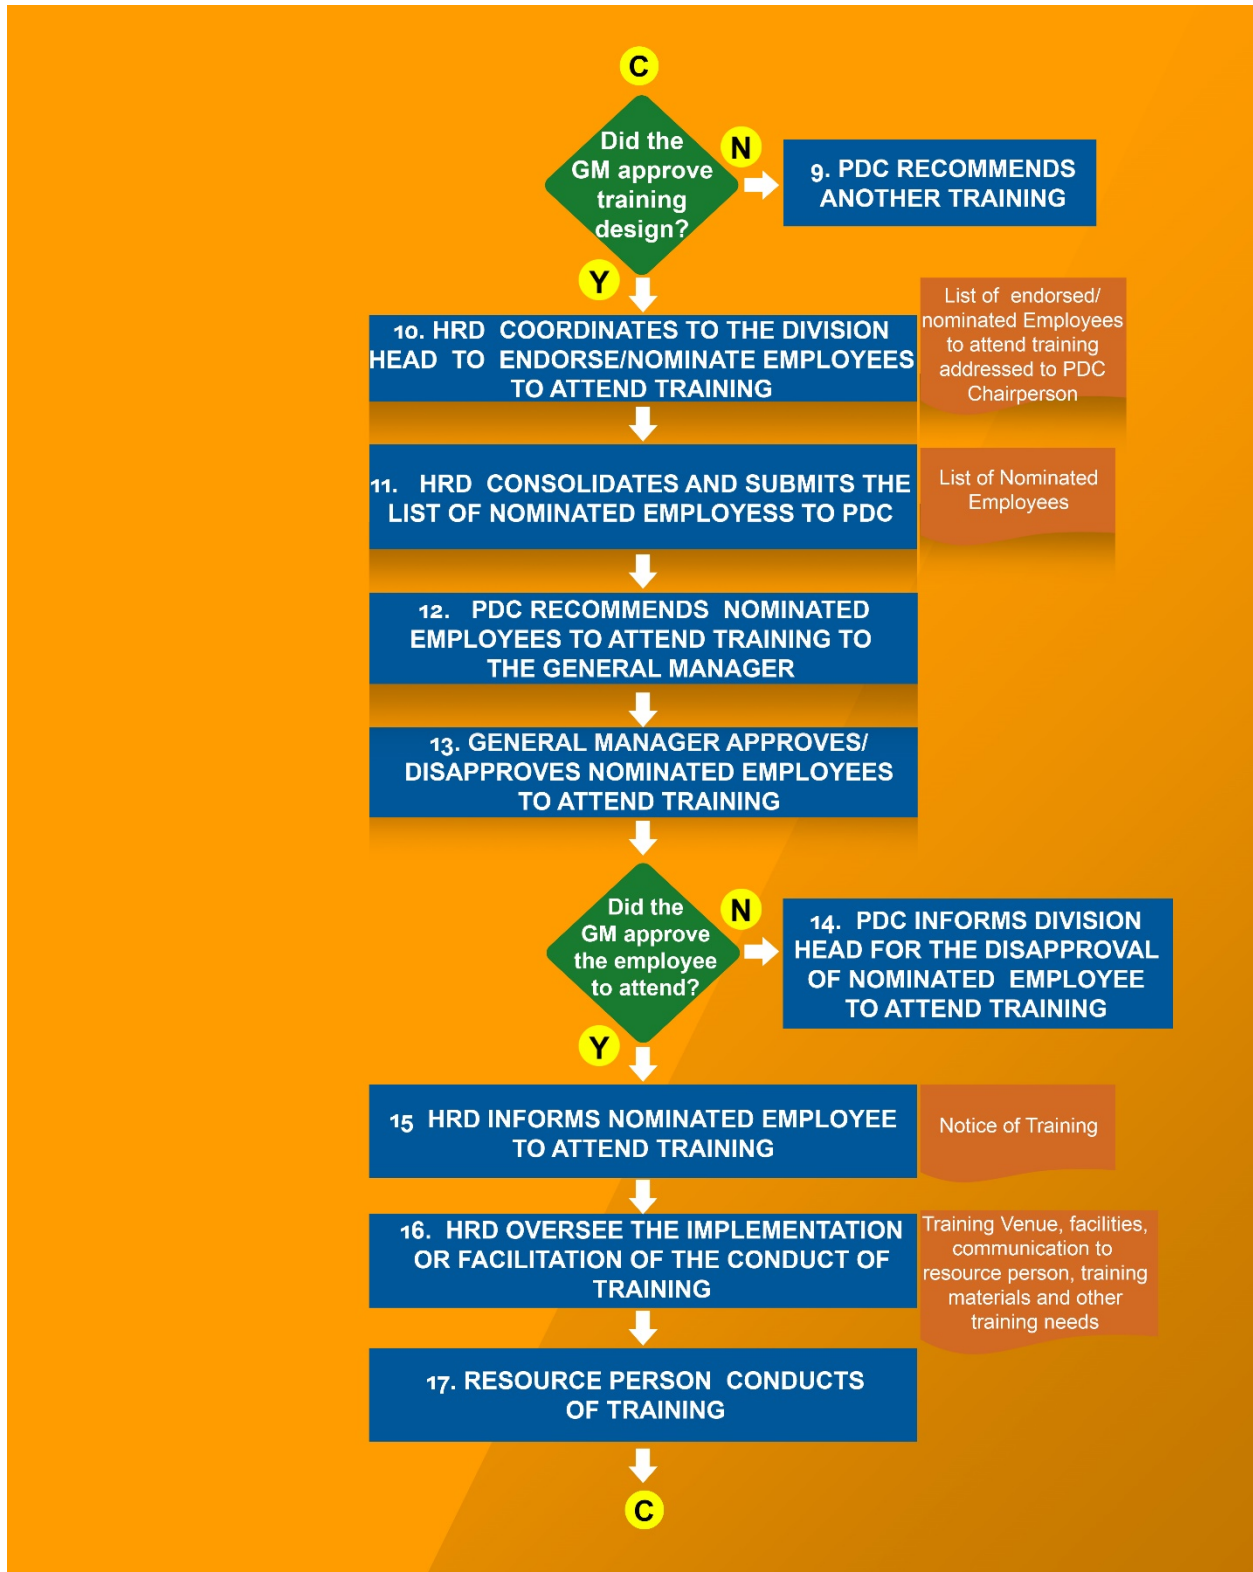 C
Did the
GM approve
training
design?
N
9. PDC RECOMMENDS
ANOTHER TRAINING
Y
10. HRD COORDINATES TO THE DIVISION
HEAD TO ENDORSE/NOMINATE EMPLOYEES
TO ATTEND TRAINING
List of endorsed/
nominated Employees
to attend training
addressed to PDC
Chairperson
11. HRD CONSOLIDATES AND SUBMITS THE
LIST OF NOMINATED EMPLOYESS TO PDC
List of Nominated
Employees
12. PDC RECOMMENDS NOMINATED
EMPLOYEES TO ATTEND TRAINING TO
THE GENERAL MANAGER
13. GENERAL MANAGER APPROVES/
DISAPPROVES NOMINATED EMPLOYEES
TO ATTEND TRAINING
Did the
GM approve
the employee
to attend?
N
14. PDC INFORMS DIVISION
HEAD FOR THE DISAPPROVAL
OF NOMINATED EMPLOYEE
TO ATTEND TRAINING
Y
15 HRD INFORMS NOMINATED EMPLOYEE
TO ATTEND TRAINING
Notice of Training
16. HRD OVERSEE THE IMPLEMENTATION
OR FACILITATION OF THE CONDUCT OF
TRAINING
Training Venue, facilities,
communication to
resource person, training
materials and other
training needs
17. RESOURCE PERSON CONDUCTS
OF TRAINING
C